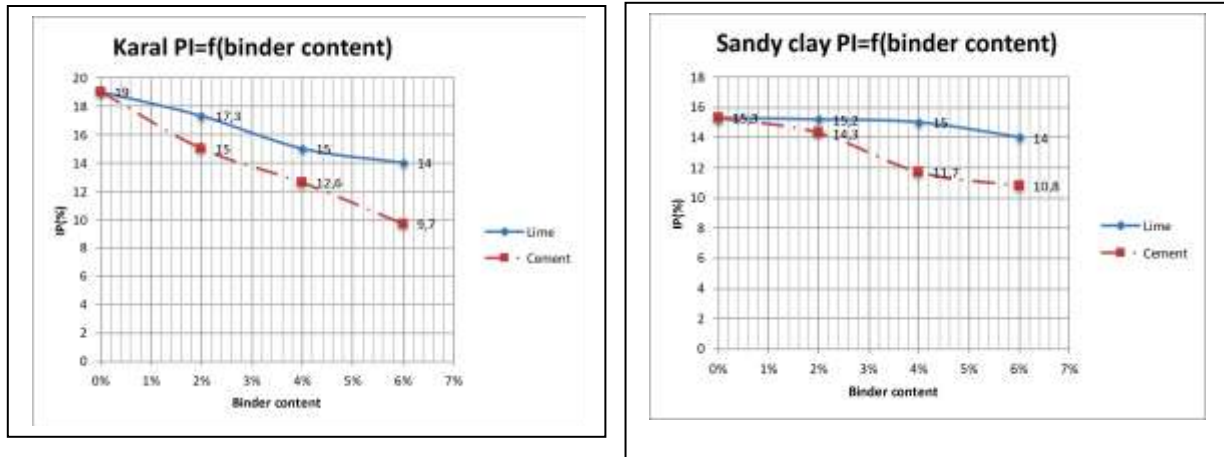 Karal PI=f(binder content)
20
18
16
14
12
10
8
6
4
2
0
IP(%)
19
17,3
15
14
15
12,6
9,7
0% 1% 2% 3% 4% 5% 6% 7%
Binder content
Lime
Cement
Sandy clay PI=f(binder content)
18
16
14
12
10
8
6
4
2
0
IP(%)
15,3
15,2
15
14
14,3
11,7
10,8
0% 1% 2% 3% 4% 5% 6% 7%
Binder content
Lime
Cement